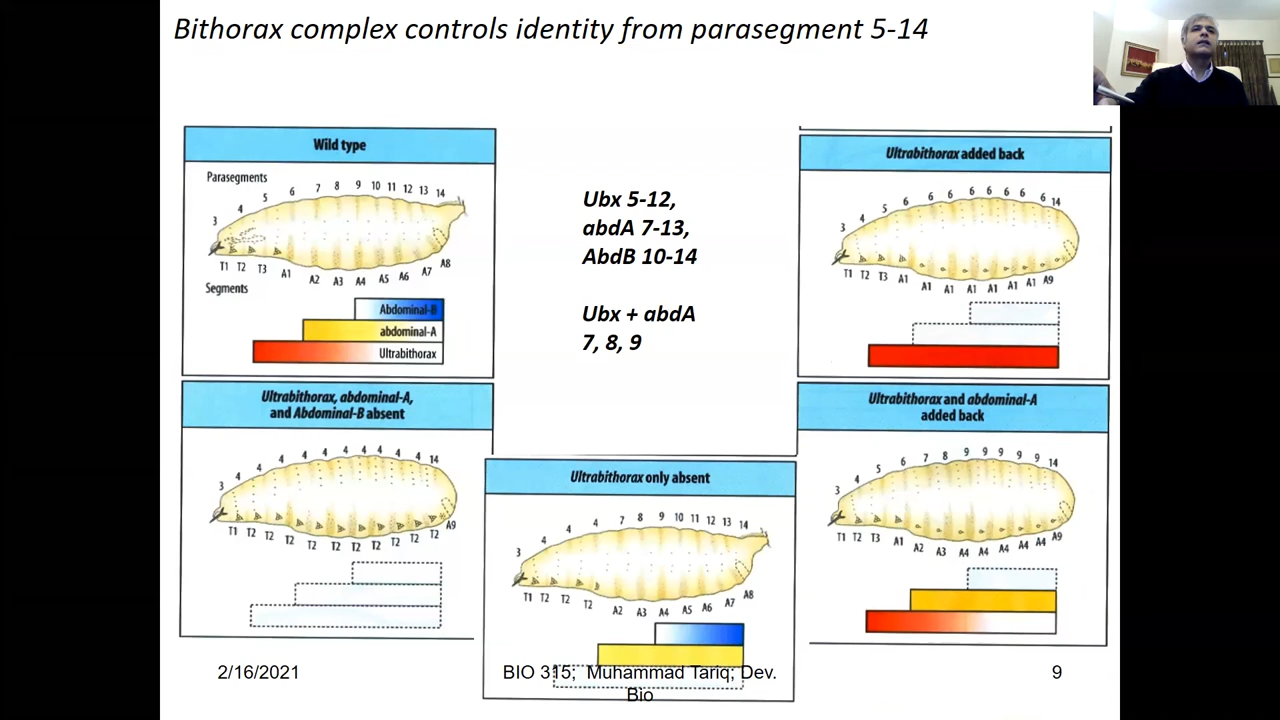 Bithorax complex controls identity from parasegment 5-14
Wild type
Parasegments
3 4 5 6 7 8 9 10 11 12 13 14
T1 T2 T3 A1 A2 A3 A4 A5 A6 A7 A8
Segments
Abdominal-B
abdominal-A
Ultrabithorax
Ubx 5-12,
abdA 7-13,
AbdB 10-14
Ubx + abdA
7, 8, 9
Ultrabithorax added back
3 4 5 6 6 6 6 6 6 6 6 14
T1 T2 T3 A1 A1 A1 A1 A1 A1 A1 A9
Ultrabithorax, abdominal-A,
and Abdominal-B absent
3 4 4 4 4 4 4 4 4 4 4 14
T1 T2 T2 T2 T2 T2 T2 T2 T2 T2 T2 A9
Ultrabithorax only absent
3 4 4 4 7 8 9 10 11 12 13 14
T1 T2 T2 T2 A2 A3 A4 A5 A6 A7 A8
Ultrabithorax and abdominal-A
added back
3 4 5 6 7 8 9 9 9 9 9 14
T1 T2 T3 A1 A2 A3 A4 A4 A4 A4 A4 A9
2/16/2021
BIO 315; Muhammad Tariq; Dev.
Bio
9